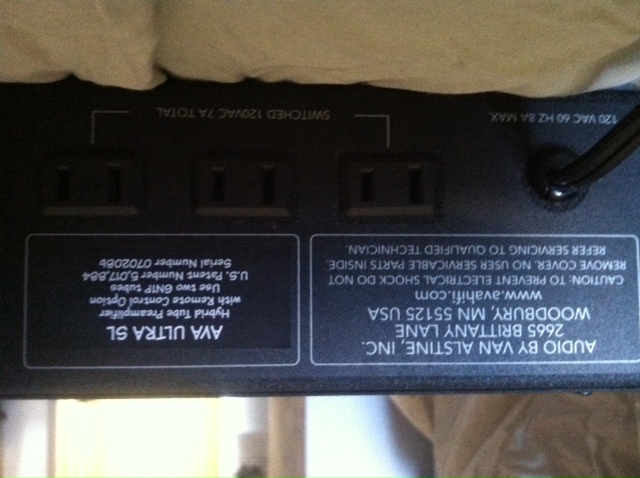 AUDIO BY VAN ALSTINE, INC.
2665 BRITTANY LANE
WOODBURY, MN 55125 USA
www.avahifi.com
CAUTION: TO PREVENT ELECTRICAL SHOCK DO NOT
REMOVE COVER. NO USER SERVICABLE PARTS INSIDE.
REFER SERVICING TO QUALIFIED TECHNICIAN.
AVA ULTRA SL
Hybrid Tube Preamplifier
with Remote Control Option
Use two 6N1P tubes
U.S. Patent Number 5,017,884
Serial Number 070208b
120 VAC 60 HZ 8A MAX.
SWITCHED 120VAC 7A TOTAL